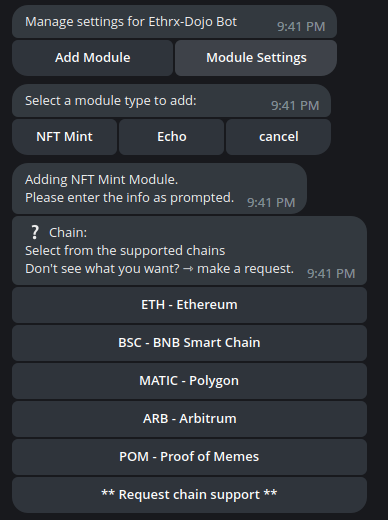 Manage settings for Ethrx-Dojo Bot
9:41 PM
Add Module
Module Settings
Select a module type to add:
9:41 PM
NFT Mint
Echo
cancel
Adding NFT Mint Module.
Please enter the info as prompted.
9:41 PM
❔ Chain:
Select from the supported chains
Don't see what you want? → make a request.
9:41 PM
ETH - Ethereum
BSC - BNB Smart Chain
MATIC - Polygon
ARB - Arbitrum
POM - Proof of Memes
** Request chain support **